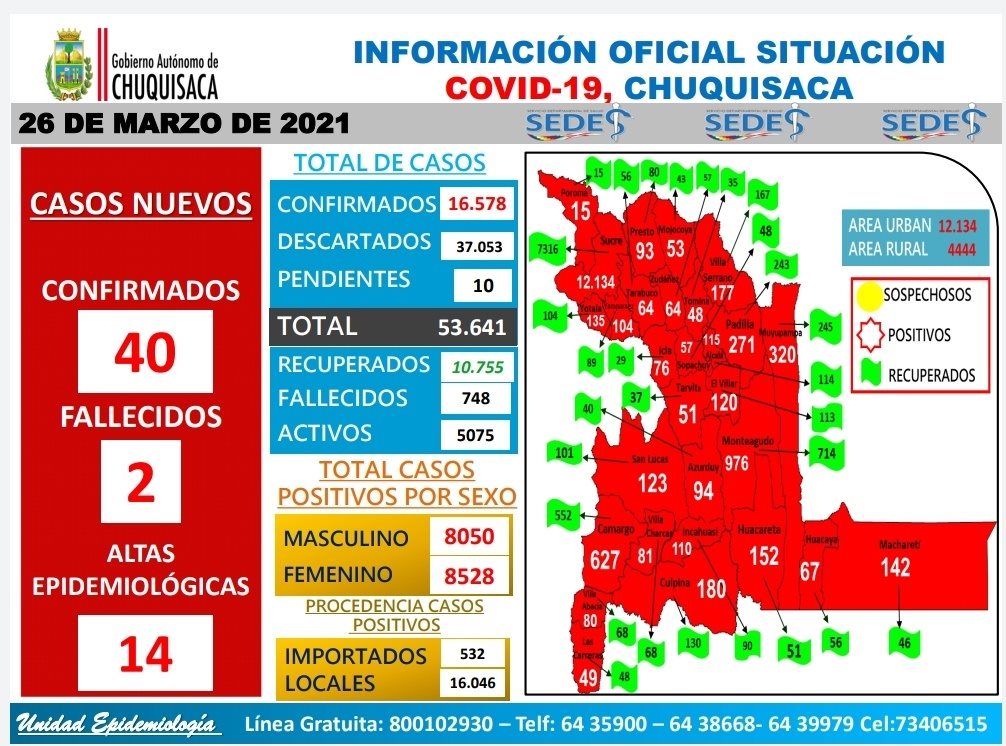 Gobierno Autónomo de
CHUQUISACA
INFORMACIÓN OFICIAL SITUACIÓN
COVID-19, CHUQUISACA
26 DE MARZO DE 2021
SEDES
SEDES
SEDES
CASOS NUEVOS
CONFIRMADOS
40
FALLECIDOS
2
ALTAS
EPIDEMIOLÓGICAS
14
TOTAL DE CASOS
CONFIRMADOS 16.578
DESCARTADOS 37.053
PENDIENTES 10
TOTAL 53.641
RECUPERADOS 10.755
FALLECIDOS 748
ACTIVOS 5075
TOTAL CASOS
POSITIVOS POR SEXO
MASCULINO 8050
FEMENINO 8528
PROCEDENCIA CASOS
POSITIVOS
IMPORTADOS 532
LOCALES 16.046
15 56 80 43 57 35 167
48
243
7316
104
89
29
37
40
101
552
245
114
113
714
68
48
68
130
90
51
56
46
Poroma
15
Sucre
12.134
Presto
93
Mojocoya
53
Villa
Serrano
177
Zudáñez
64
Tarabuco
64
Tomina
48
Yotala
135
104
Padilla
271
Muyupampa
320
Icla
76
57
Sopachuy
115
Alcalá
Tarvita
51
El Villar
120
Monteagudo
976
San Lucas
123
Azurduy
94
Camargo
627
Villa
Charcas
81
Incahuasi
110
Culpina
180
Huacareta
152
Huacaya
67
Macharetí
142
Villa
Abecia
80
Las
Carreras
49
AREA URBAN 12.134
AREA RURAL 4444
SOSPECHOSOS
POSITIVOS
RECUPERADOS
Unidad Epidemiología Línea Gratuita: 800102930 – Telf: 64 35900 – 64 38668- 64 39979 Cel:73406515